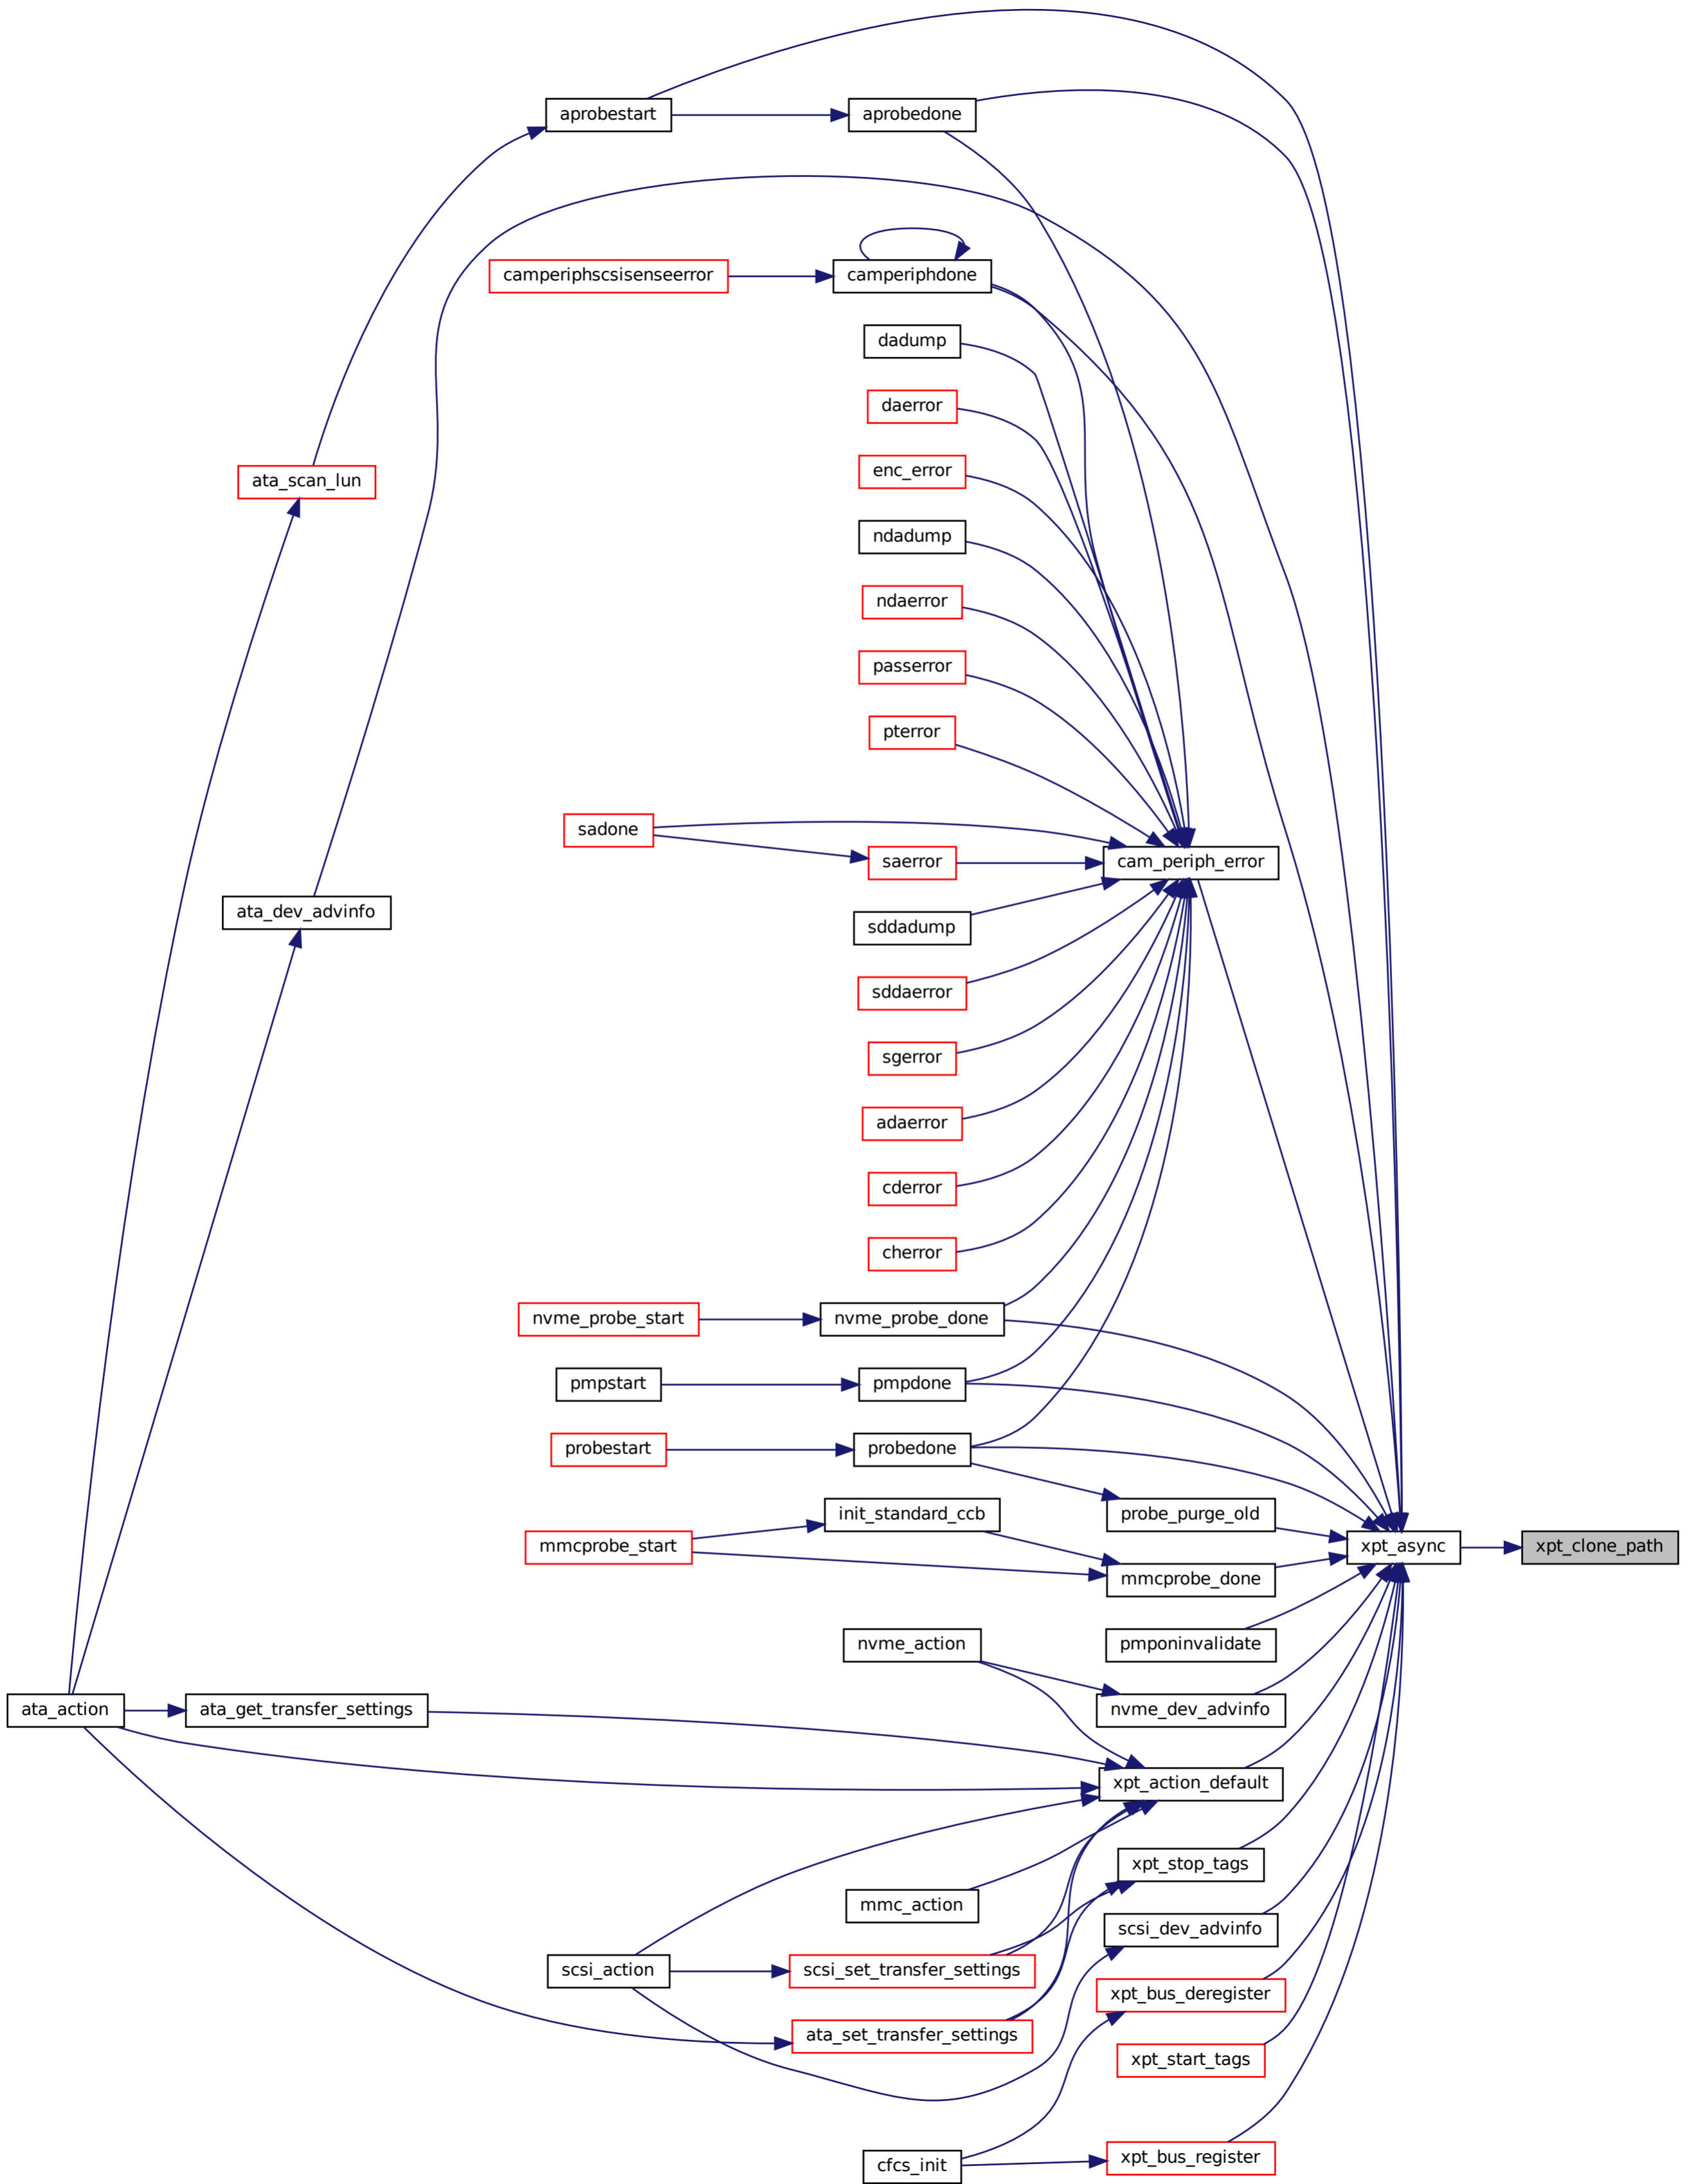 aprobestart
aprobedone
camperiphscsisenseerror
camperiphdone
dadump
daerror
enc_error
ata_scan_lun
ndadump
ndaerror
passerror
pterror
sadone
saerror
cam_periph_error
ata_dev_advinfo
sddadump
sddaerror
sgerror
adaerror
cderror
cherror
nvme_probe_start
nvme_probe_done
pmpstart
pmpdone
probestart
probedone
init_standard_ccb
probe_purge_old
mmcprobe_start
xpt_async
xpt_clone_path
mmcprobe_done
nvme_action
pmponinvalidate
ata_action
ata_get_transfer_settings
nvme_dev_advinfo
xpt_action_default
xpt_stop_tags
mmc_action
scsi_dev_advinfo
scsi_action
scsi_set_transfer_settings
xpt_bus_deregister
ata_set_transfer_settings
xpt_start_tags
cfcs_init
xpt_bus_register